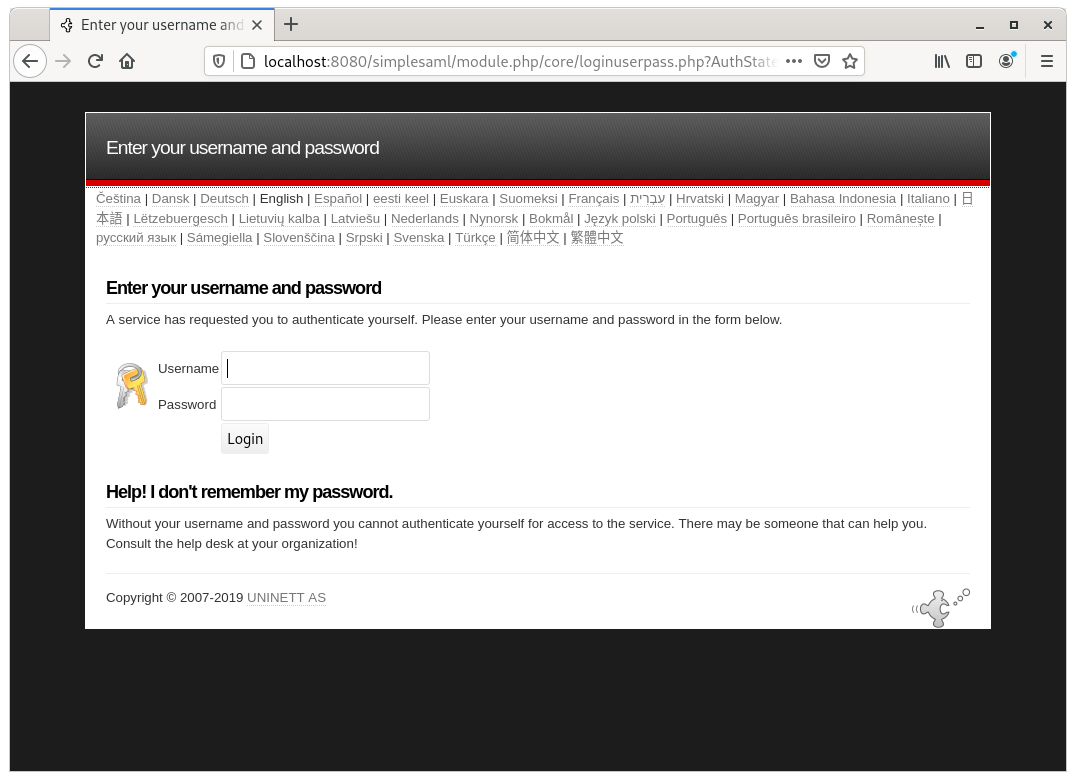 Enter your username and
localhost:8080/simplesaml/module.php/core/loginuserpass.php?AuthState
Enter your username and password
Čeština | Dansk | Deutsch | English | Español | eesti keel | Euskara | Suomeksi | Français | עִבְרִית | Hrvatski | Magyar | Bahasa Indonesia | Italiano | 日
本語 | Lëtzebuergesch | Lietuvių kalba | Latviešu | Nederlands | Nynorsk | Bokmål | Język polski | Português | Português brasileiro | Românește |
русский язык | Sámegiella | Slovenščina | Srpski | Svenska | Türkçe | 简体中文 | 繁體中文
Enter your username and password
A service has requested you to authenticate yourself. Please enter your username and password in the form below.
Username
Password
Login
Help! I don't remember my password.
Without your username and password you cannot authenticate yourself for access to the service. There may be someone that can help you.
Consult the help desk at your organization!
Copyright © 2007-2019 UNINETT AS